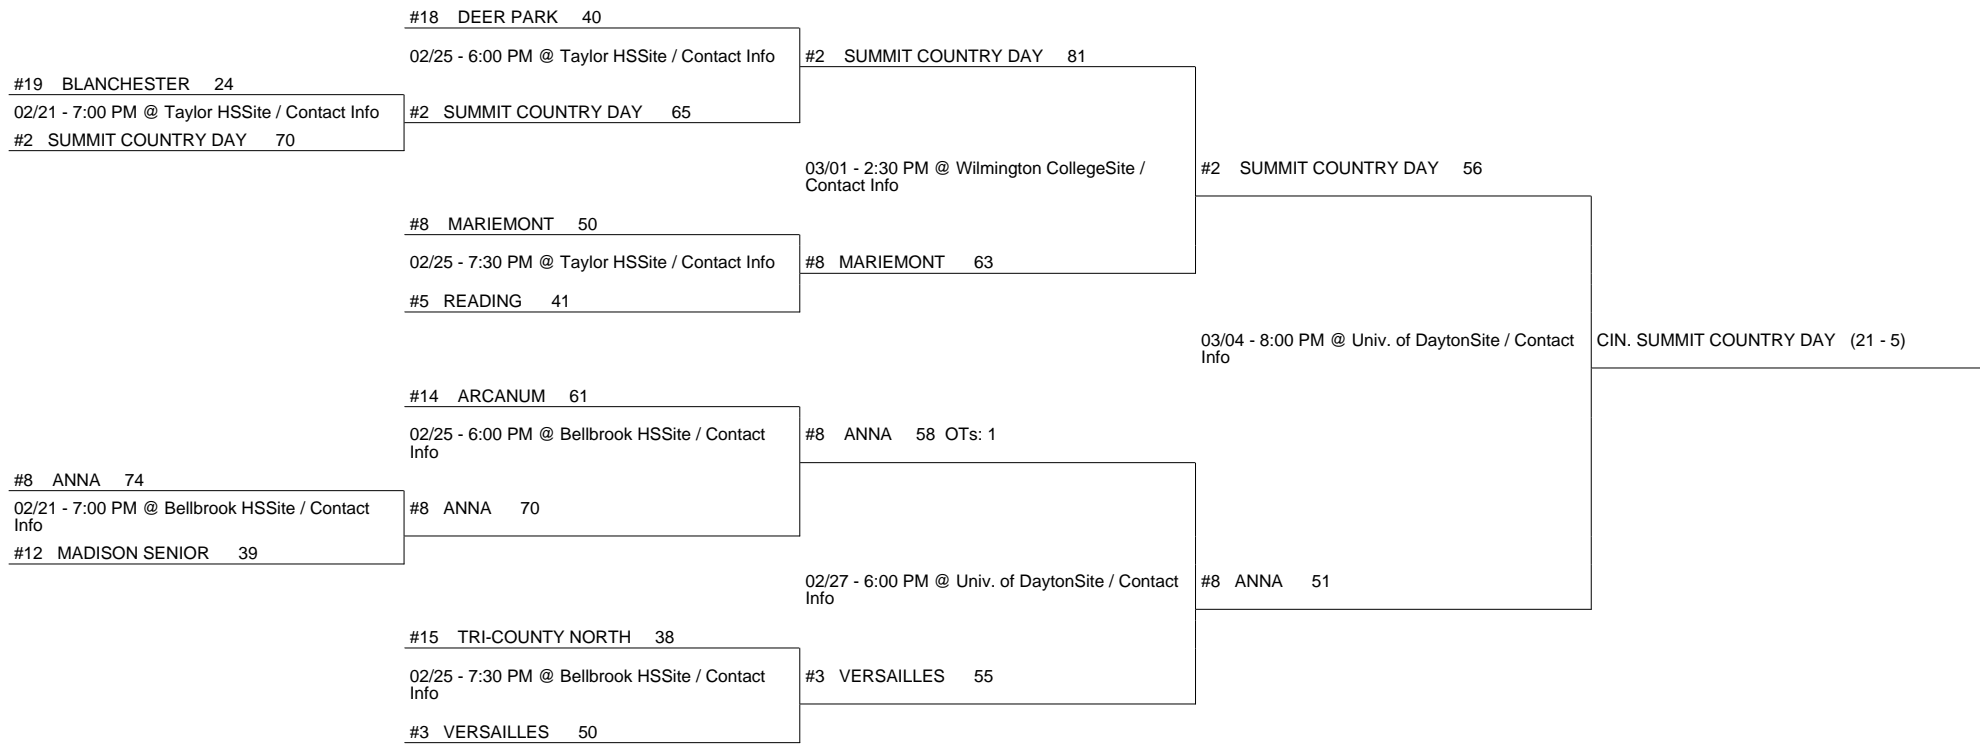 #18 DEER PARK 40
02/25 - 6:00 PM @ Taylor HSSite / Contact Info
#2 SUMMIT COUNTRY DAY 81
#19 BLANCHESTER 24
02/21 - 7:00 PM @ Taylor HSSite / Contact Info
#2 SUMMIT COUNTRY DAY 65
#2 SUMMIT COUNTRY DAY 70
03/01 - 2:30 PM @ Wilmington CollegeSite /
Contact Info
#2 SUMMIT COUNTRY DAY 56
#8 MARIEMONT 50
02/25 - 7:30 PM @ Taylor HSSite / Contact Info
#8 MARIEMONT 63
#5 READING 41
03/04 - 8:00 PM @ Univ. of DaytonSite / Contact
Info
CIN. SUMMIT COUNTRY DAY (21 - 5)
#14 ARCANUM 61
02/25 - 6:00 PM @ Bellbrook HSSite / Contact
Info
#8 ANNA 58 OTs: 1
#8 ANNA 74
02/21 - 7:00 PM @ Bellbrook HSSite / Contact
Info
#8 ANNA 70
#12 MADISON SENIOR 39
02/27 - 6:00 PM @ Univ. of DaytonSite / Contact
Info
#8 ANNA 51
#15 TRI-COUNTY NORTH 38
02/25 - 7:30 PM @ Bellbrook HSSite / Contact
Info
#3 VERSAILLES 55
#3 VERSAILLES 50